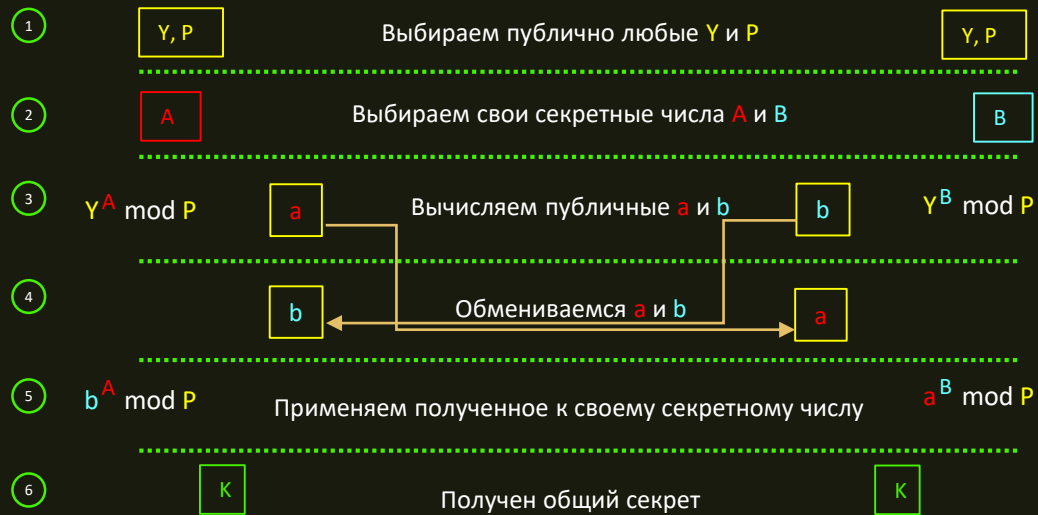 1
Y, P
Выбираем публично любые Y и P
Y, P
2
A
Выбираем свои секретные числа A и B
B
3
Y^A mod P
a
Вычисляем публичные a и b
b
Y^B mod P
4
b
Обмениваемся a и b
a
5
b^A mod P
Применяем полученное к своему секретному числу
a^B mod P
6
K
Получен общий секрет
K